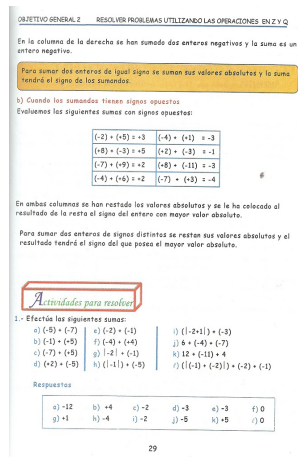 OBJETIVO GENERAL 2 RESOLVER PROBLEMAS UTILIZANDO LAS OPERACIONES EN Z Y Q
En la columna de la derecha se han sumado dos enteros negativos y la suma es un
entero negativo.
Para sumar dos enteros de igual signo se suman sus valores absolutos y la suma
tendrá el signo de los sumandos.
b) Cuando los sumandos tienen signos opuestos
Evaluemos las siguientes sumas con signos opuestos:
(-2) + (+5) = +3 (-4) + (+1) = -3
(+8) + (-3) = +5 (+2) + (-3) = -1
(-7) + (+9) = +2 (+8) + (-11) = -3
(-4) + (+6) = +2 (-7) + (+3) = -4
En ambas columnas se han restado los valores absolutos y se le ha colocado al
resultado de la resta el signo del entero con mayor valor absoluto.
Para sumar dos enteros de signos distintos se restan sus valores absolutos y el
resultado tendrá el signo del que posea el mayor valor absoluto.
Actividades para resolver
1.- Efectúa las siguientes sumas:
a) (-5) + (-7) e) (-2) + (-1) i) (|-2+1|) + (-3)
b) (-1) + (+5) f) (-4) + (+4) j) 6 + (-4) + (-7)
c) (-7) + (+5) g) |-2| + (-1) k) 12 + (-11) + 4
d) (+2) + (-5) h) (|-1|) + (-5) l) (|(-1) + (-2)|) + (-2) + (-1)
Respuestas
a) -12 b) +4 c) -2 d) -3 e) -3 f) 0
g) +1 h) -4 i) -2 j) -5 k) +5 l) 0
29